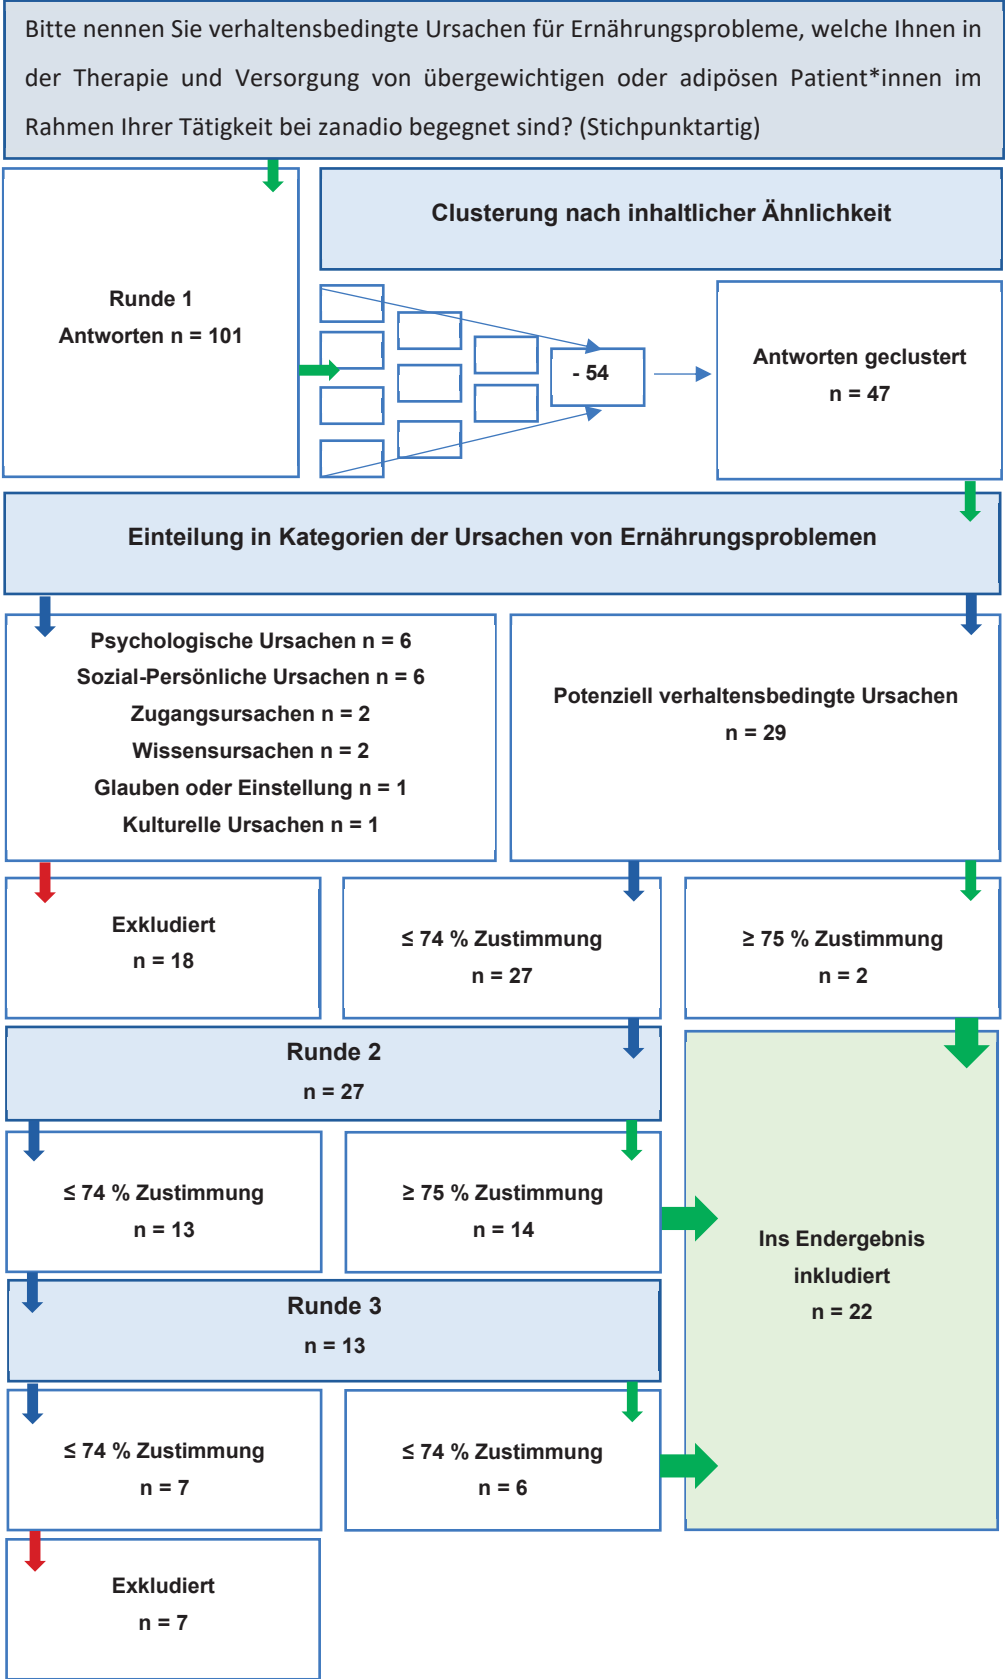 Bitte nennen Sie verhaltensbedingte Ursachen für Ernährungsprobleme, welche Ihnen in
der Therapie und Versorgung von übergewichtigen oder adipösen Patient*innen im
Rahmen Ihrer Tätigkeit bei zanadio begegnet sind? (Stichpunktartig)
Clusterung nach inhaltlicher Ähnlichkeit
Runde 1
Antworten n = 101
- 54
Antworten geclustert
n = 47
Einteilung in Kategorien der Ursachen von Ernährungsproblemen
Psychologische Ursachen n = 6
Sozial-Persönliche Ursachen n = 6
Zugangsursachen n = 2
Wissensursachen n = 2
Glauben oder Einstellung n = 1
Kulturelle Ursachen n = 1
Potenziell verhaltensbedingte Ursachen
n = 29
Exkludiert
n = 18
≤ 74 % Zustimmung
n = 27
≥ 75 % Zustimmung
n = 2
Runde 2
n = 27
≤ 74 % Zustimmung
n = 13
≥ 75 % Zustimmung
n = 14
Ins Endergebnis
inkludiert
n = 22
Runde 3
n = 13
≤ 74 % Zustimmung
n = 7
≤ 74 % Zustimmung
n = 6
Exkludiert
n = 7